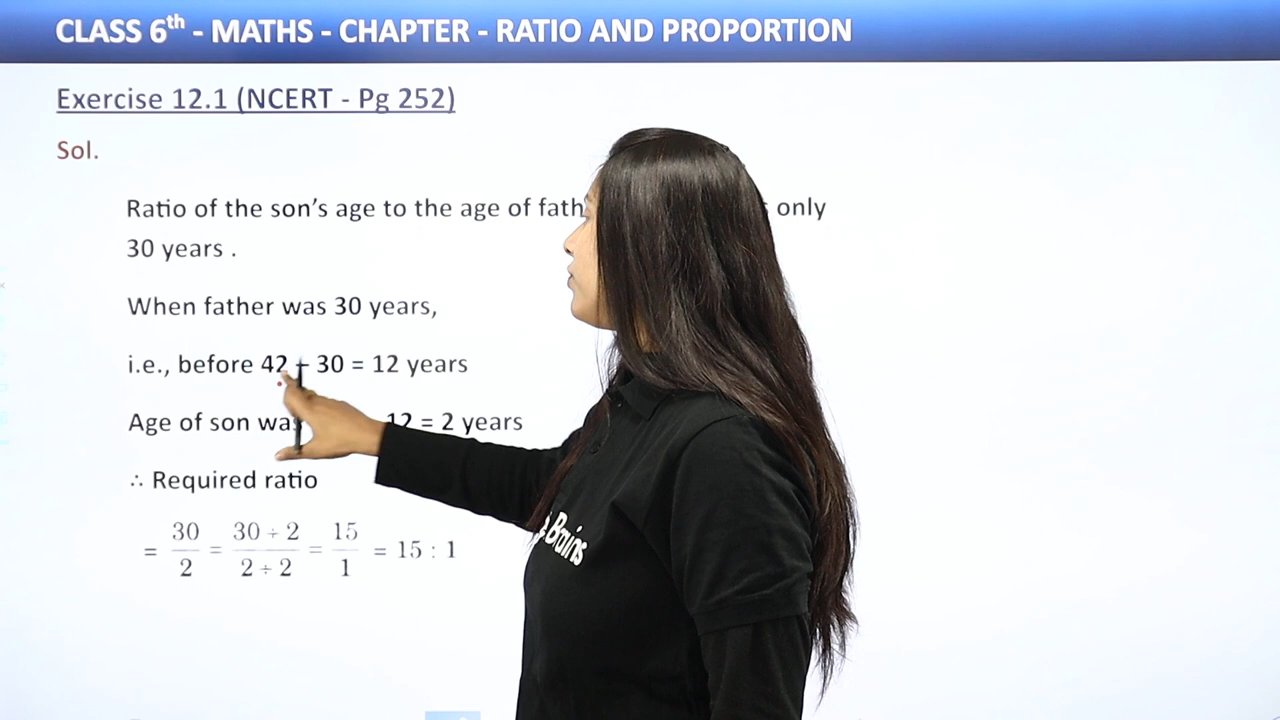 CLASS 6th - MATHS - CHAPTER - RATIO AND PROPORTION
Exercise 12.1 (NCERT - Pg 252)
Sol.
Ratio of the son's age to the age of only
30 years .
When father was 30 years,
i.e., before 42 – 30 = 12 years
Age of son 12 = 2 years
∴ Required ratio
= 30/2 = 30 ÷ 2/2 ÷ 2 = 15/1 = 15 : 1
Brains